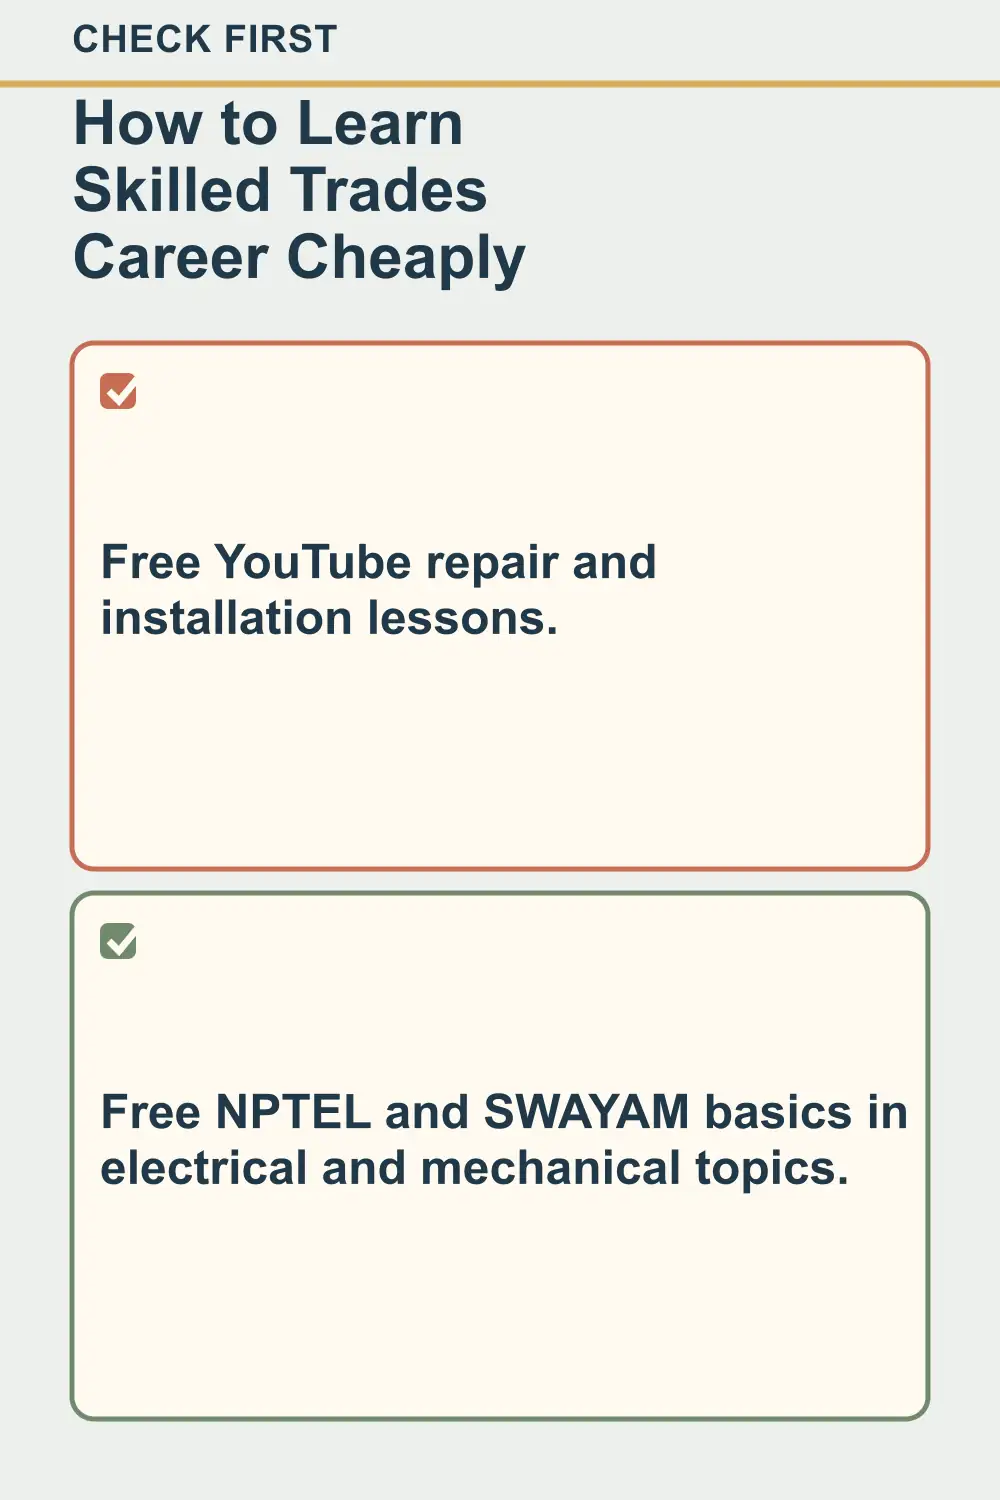 CHECK FIRST
How to Learn
Skilled Trades
Career Cheaply
Free YouTube repair and
installation lessons.
Free NPTEL and SWAYAM basics in
electrical and mechanical topics.